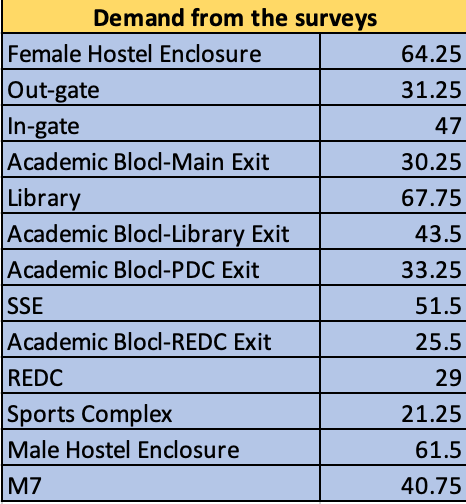 Demand from the surveys
Female Hostel Enclosure 64.25
Out-gate 31.25
In-gate 47
Academic Blocl-Main Exit 30.25
Library 67.75
Academic Blocl-Library Exit 43.5
Academic Blocl-PDC Exit 33.25
SSE 51.5
Academic Blocl-REDC Exit 25.5
REDC 29
Sports Complex 21.25
Male Hostel Enclosure 61.5
M7 40.75